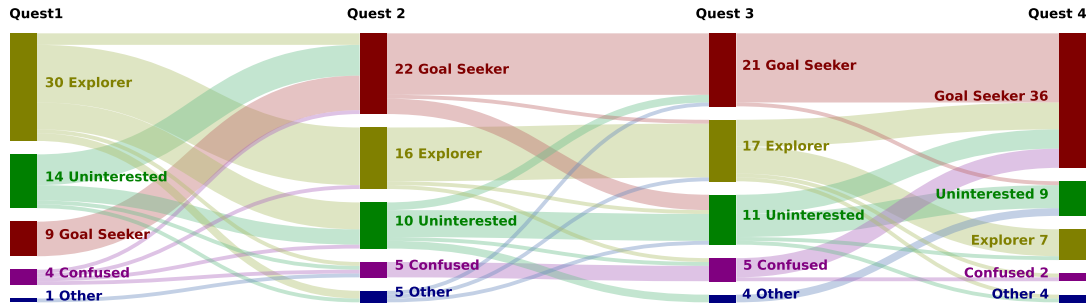 Quest1
Quest 2
Quest 3
Quest 4
30 Explorer
14 Uninterested
9 Goal Seeker
4 Confused
1 Other
22 Goal Seeker
16 Explorer
10 Uninterested
5 Confused
5 Other
21 Goal Seeker
17 Explorer
11 Uninterested
5 Confused
4 Other
Goal Seeker 36
Uninterested 9
Explorer 7
Confused 2
Other 4